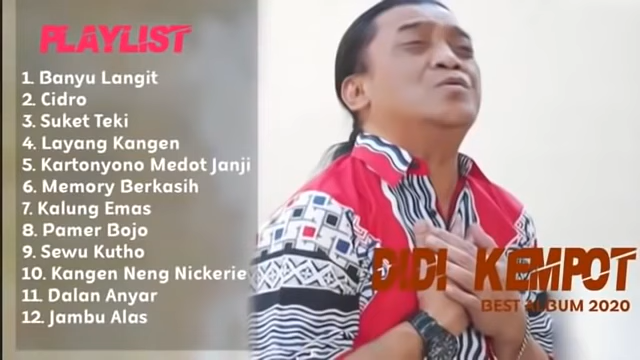 PLAYLIST
1. Banyu Langit
2. Cidro
3. Suket Teki
4. Layang Kangen
5. Kartonyono Medot Janji
6. Memory Berkasih
7. Kalung Emas
8. Pamer Bojo
9. Sewu Kutho
10. Kangen Neng Nickerie
11. Dalan Anyar
12. Jambu Alas
DIDI KEMPOT
BEST ALBUM 2020